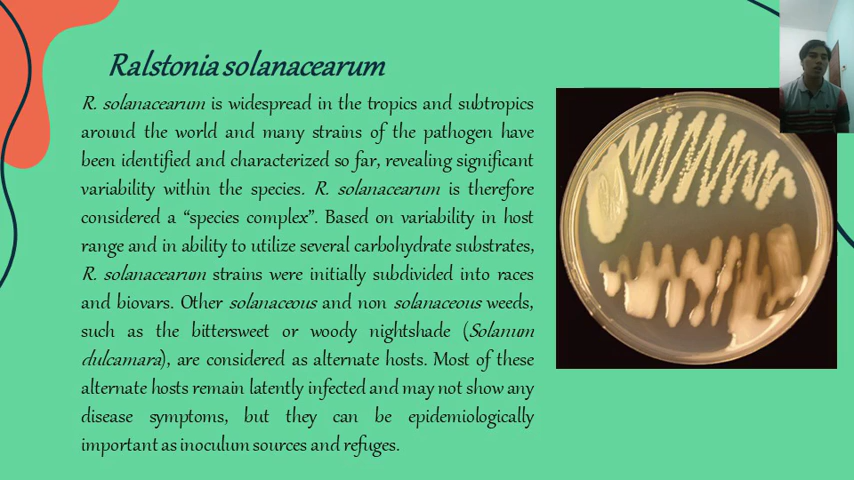 Ralstonia solanacearum
R. solanacearum is widespread in the tropics and subtropics
around the world and many strains of the pathogen have
been identified and characterized so far, revealing significant
variability within the species. R. solanacearum is therefore
considered a “species complex”. Based on variability in host
range and in ability to utilize several carbohydrate substrates,
R. solanacearum strains were initially subdivided into races
and biovars. Other solanaceous and non solanaceous weeds,
such as the bittersweet or woody nightshade (Solanum
dulcamara), are considered as alternate hosts. Most of these
alternate hosts remain latently infected and may not show any
disease symptoms, but they can be epidemiologically
important as inoculum sources and refuges.